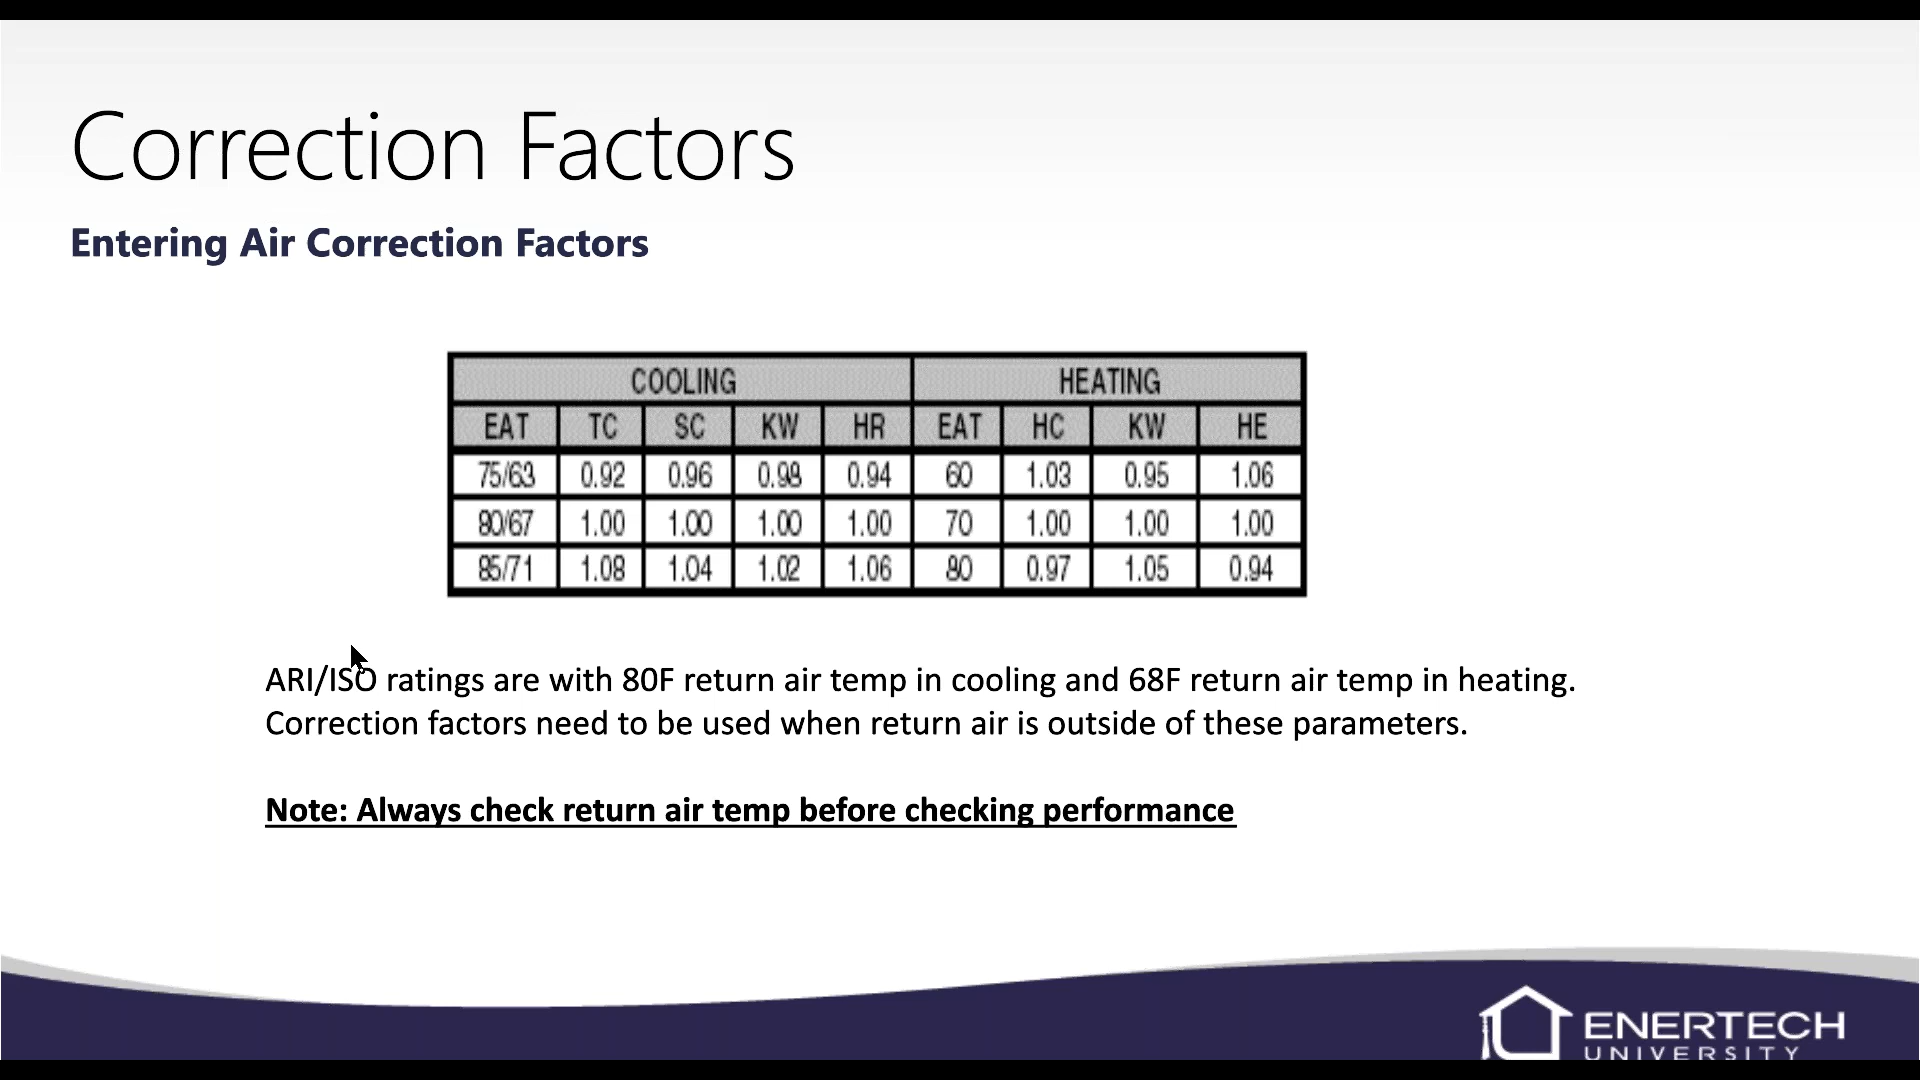 Correction Factors
Entering Air Correction Factors
COOLING HEATING
EAT TC SC KW HR EAT HC KW HE
75/63 0.92 0.96 0.98 0.94 60 1.03 0.95 1.06
80/67 1.00 1.00 1.00 1.00 70 1.00 1.00 1.00
85/71 1.08 1.04 1.02 1.06 80 0.97 1.05 0.94
ARI/ISO ratings are with 80F return air temp in cooling and 68F return air temp in heating.
Correction factors need to be used when return air is outside of these parameters.
Note: Always check return air temp before checking performance
ENERTECH
UNIVERSITY